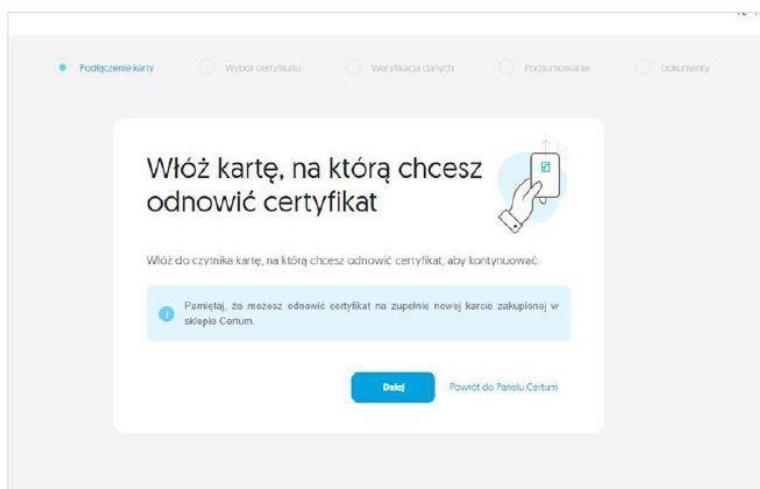 Podłączenie karty
Wybór certyfikatu
Weryfikacja danych
Podsumowanie
Dokumenty
Włóż kartę, na którą chcesz
odnowić certyfikat
Włóż do czytnika kartę, na którą chcesz odnowić certyfikat, aby kontynuować.
Pamiętaj, że możesz odnowić certyfikat na zupełnie nowej karcie zakupionej w
sklepie Certum.
Dalej
Powrót do Panelu Certum